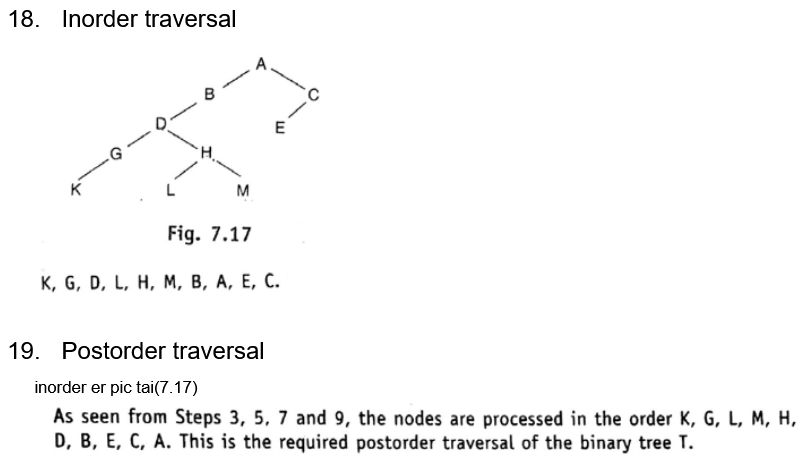 18. Inorder traversal
A
B
C
D
E
G
H
K
L
M
Fig. 7.17
K, G, D, L, H, M, B, A, E, C.
19. Postorder traversal
inorder er pic tai(7.17)
As seen from Steps 3, 5, 7 and 9, the nodes are processed in the order K, G, L, M, H,
D, B, E, C, A. This is the required postorder traversal of the binary tree T.